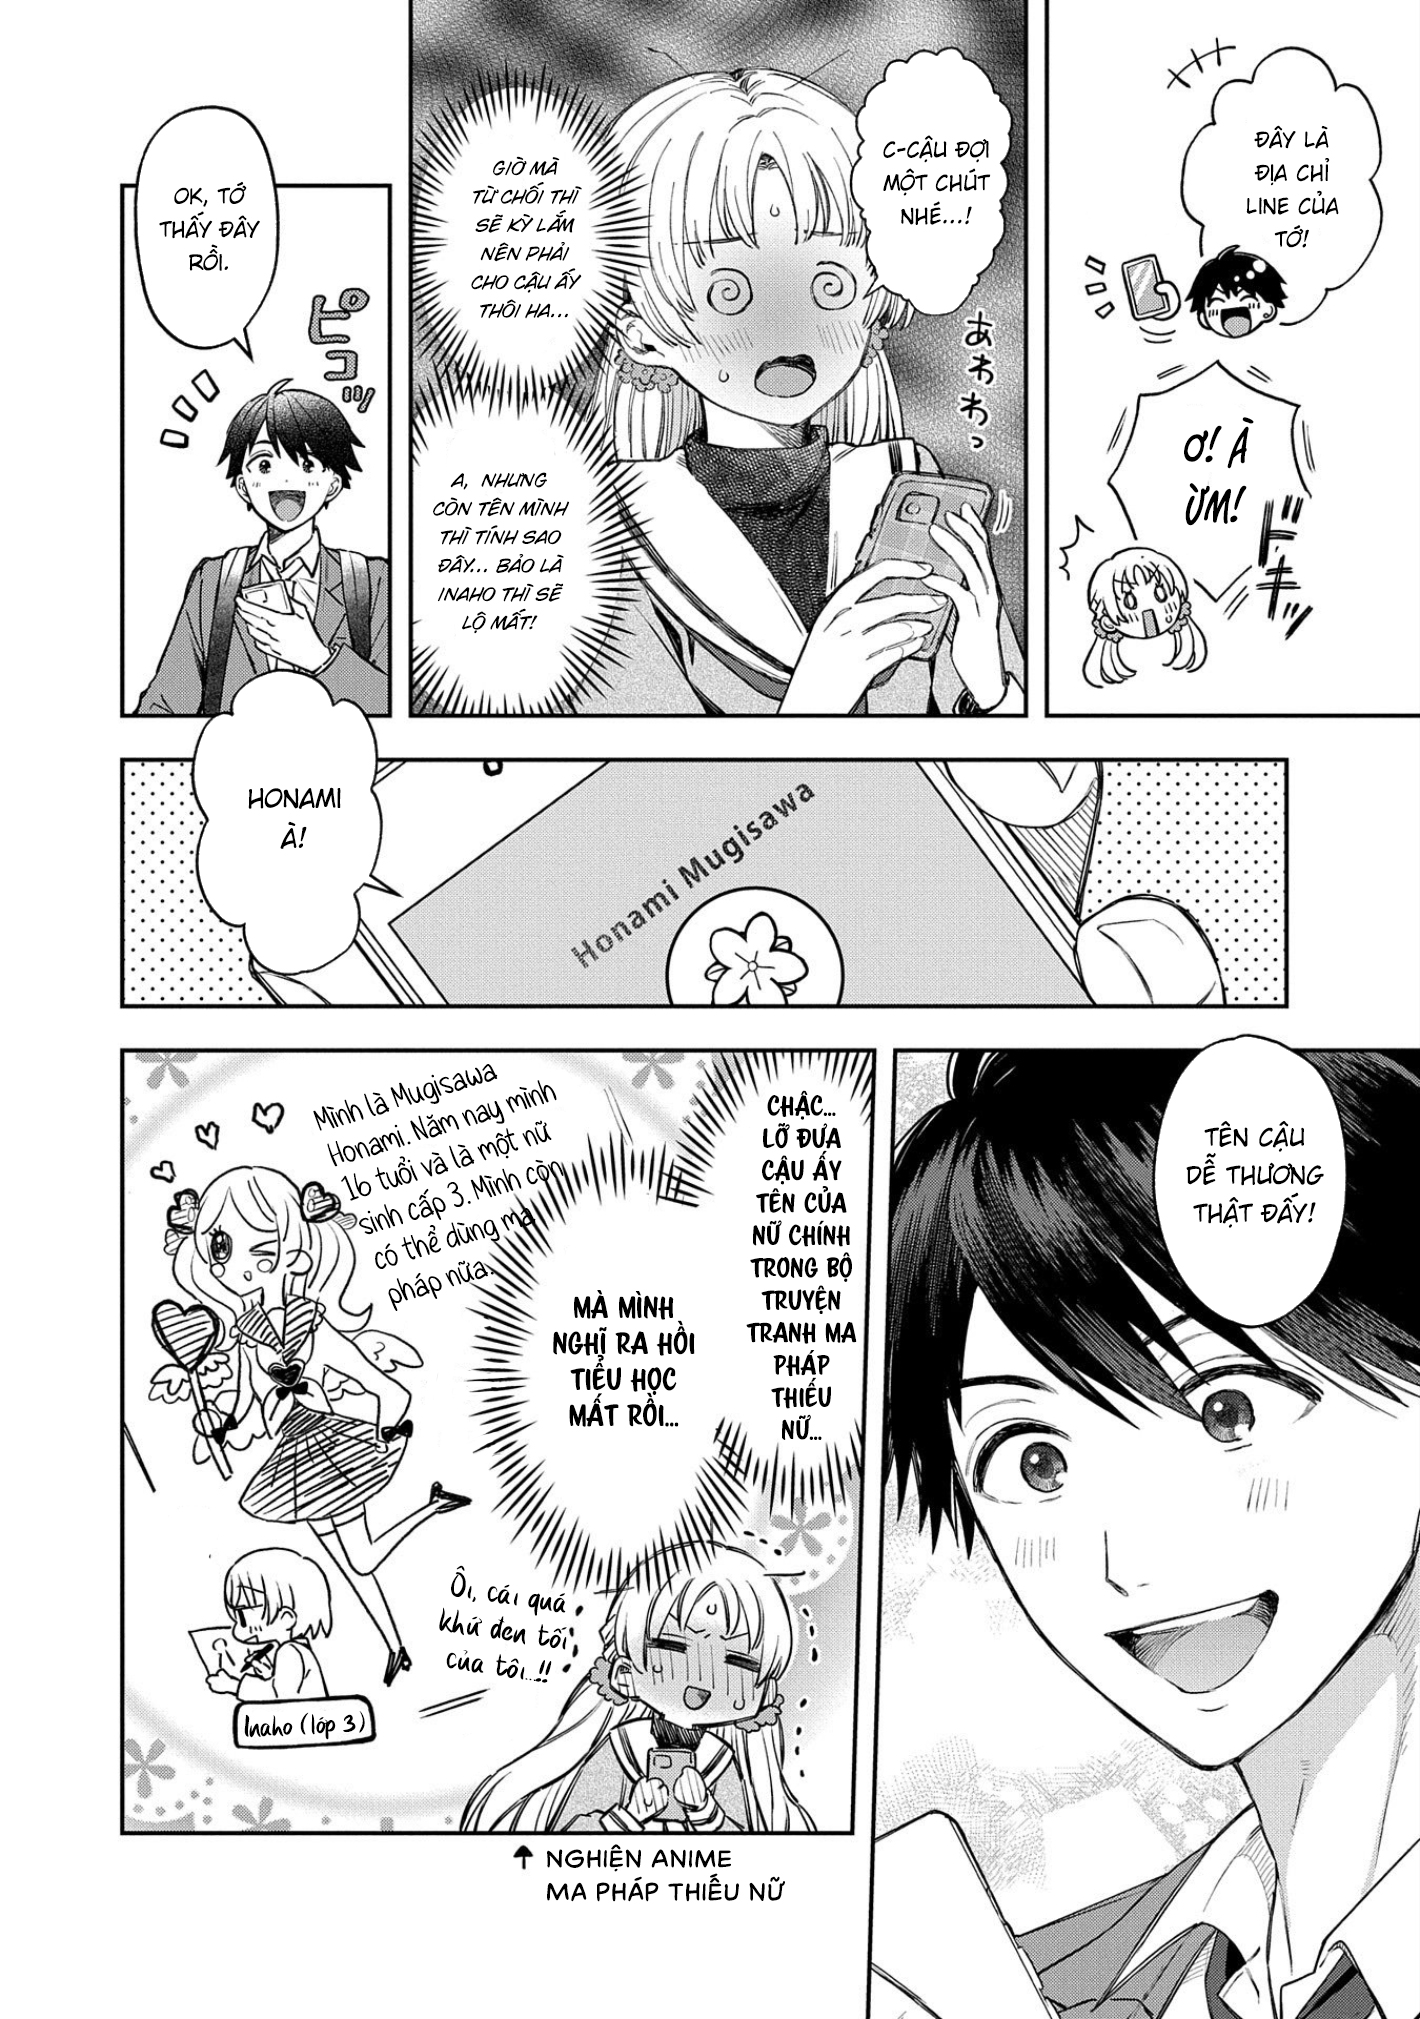 ĐÂY LÀ
ĐỊA CHỈ
LINE CỦA
TỚ!
Ơ! À
ỪM!
ドドド
C-CẬU ĐỢI
MỘT CHÚT
NHÉ...!
あわわっ
GIỜ MÀ
TỪ CHỐI THÌ
SẼ KỲ LẮM
NÊN PHẢI
CHO CẬU ẤY
THÔI HA...
A, NHƯNG
CÒN TÊN MÌNH
THÌ TÍNH SAO
ĐÂY... BẢO LÀ
INAHO THÌ SẼ
LỘ MẤT!
OK, TỚ
THẤY ĐÂY
RỒI.
ピコッ
Honami Mugisawa
HONAMI
À!
TÊN CẬU
DỄ THƯƠNG
THẬT ĐẤY!
CHẬC...
LỠ ĐƯA
CẬU ẤY
TÊN CỦA
NỮ CHÍNH
TRONG BỘ
TRUYỆN
TRANH MA
PHÁP
THIẾU
NỮ...
MÀ MÌNH
NGHĨ RA HỒI
TIỂU HỌC
MẤT RỒI...
Mình là Mugisawa
Honami. Năm nay mình
16 tuổi và là một nữ
sinh cấp 3. Mình còn
có thể dùng ma
pháp nữa.
Ôi, cái quá
khứ đen tối
của tôi...!!
Inaho (lớp 3)
↑ NGHIỆN ANIME
MA PHÁP THIẾU NỮ